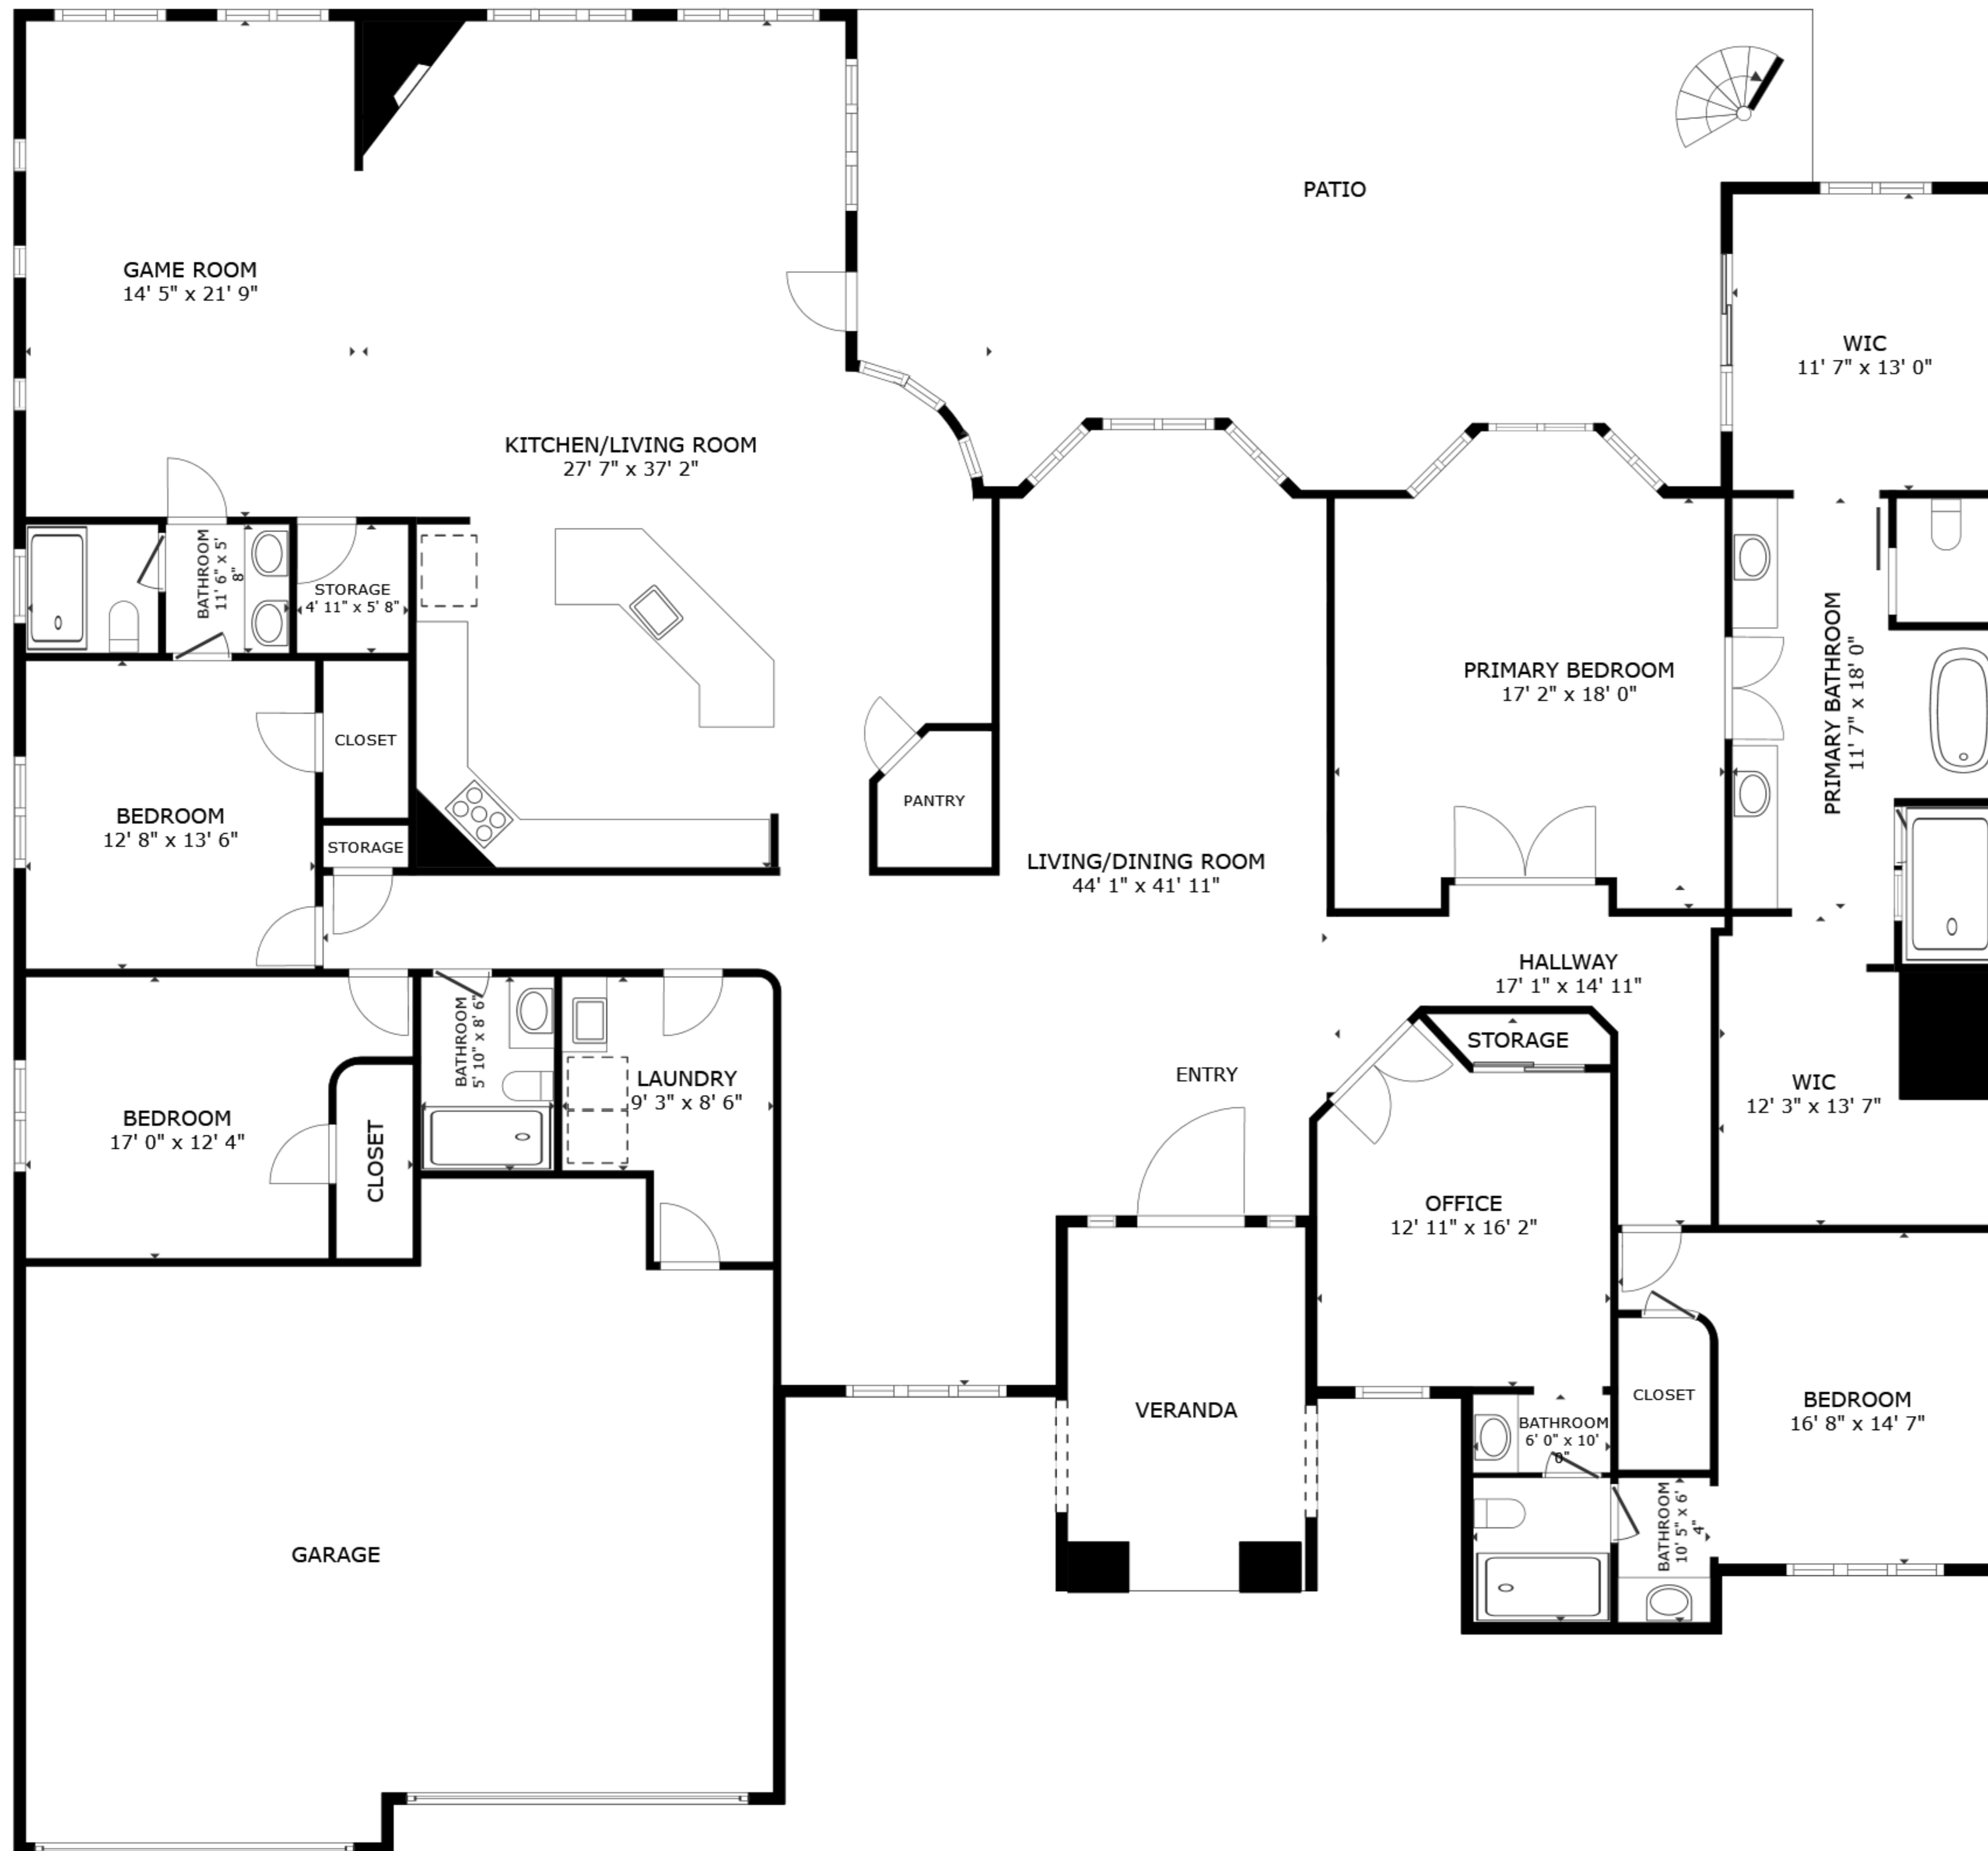 PATIO
GAME ROOM
14' 5" x 21' 9"
WIC
11' 7" x 13' 0"
KITCHEN/LIVING ROOM
27' 7" x 37' 2"
BATHROOM
11' 6" x 5'
8"
STORAGE
4' 11" x 5' 8"
PRIMARY BEDROOM
17' 2" x 18' 0"
PRIMARY BATHROOM
11' 7" x 18' 0"
CLOSET
PANTRY
BEDROOM
12' 8" x 13' 6"
STORAGE
LIVING/DINING ROOM
44' 1" x 41' 11"
HALLWAY
17' 1" x 14' 11"
STORAGE
BATHROOM
5' 10" x 8' 6"
LAUNDRY
9' 3" x 8' 6"
ENTRY
WIC
12' 3" x 13' 7"
BEDROOM
17' 0" x 12' 4"
CLOSET
OFFICE
12' 11" x 16' 2"
VERANDA
CLOSET
BEDROOM
16' 8" x 14' 7"
BATHROOM
6' 0" x 10'
0"
BATHROOM
10' 5" x 6'
4"
GARAGE